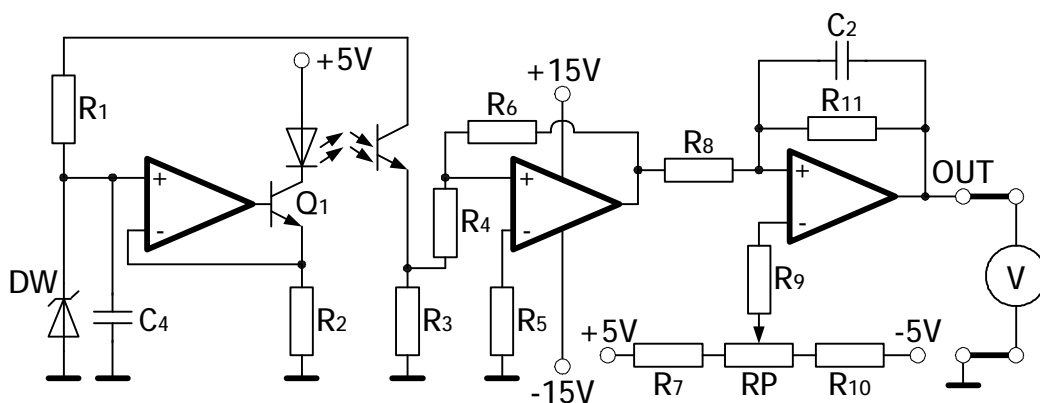 C2
+5V
+15V
R1
R6
R11
R8
+
Q1
-
+
-
+
-
OUT
R4
DW
C4
R2
R3
R5
R9
V
+5V
-5V
-15V
R7
RP
R10